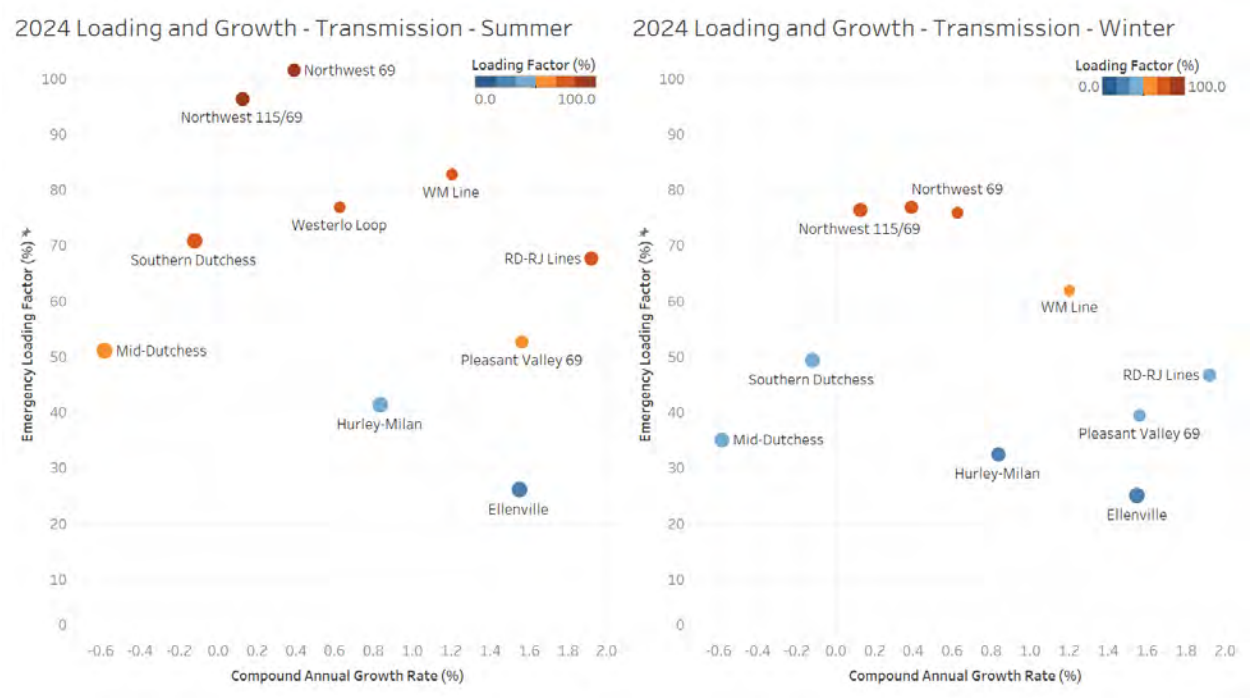 2024 Loading and Growth - Transmission - Summer
Loading Factor (%)
0.0 100.0
Emergency Loading Factor (%)
100
90
80
70
60
50
40
30
20
10
0
Northwest 69
Northwest 115/69
WM Line
Westerlo Loop
Southern Dutchess
RD-RJ Lines
Mid-Dutchess
Pleasant Valley 69
Hurley-Milan
Ellenville
-0.6 -0.4 -0.2 0.0 0.2 0.4 0.6 0.8 1.0 1.2 1.4 1.6 1.8 2.0
Compound Annual Growth Rate (%)
2024 Loading and Growth - Transmission - Winter
Loading Factor (%)
0.0 100.0
Emergency Loading Factor (%)
100
90
80
70
60
50
40
30
20
10
0
Northwest 69
Northwest 115/69
WM Line
Southern Dutchess
RD-RJ Lines
Mid-Dutchess
Pleasant Valley 69
Hurley-Milan
Ellenville
-0.6 -0.4 -0.2 0.0 0.2 0.4 0.6 0.8 1.0 1.2 1.4 1.6 1.8 2.0
Compound Annual Growth Rate (%)